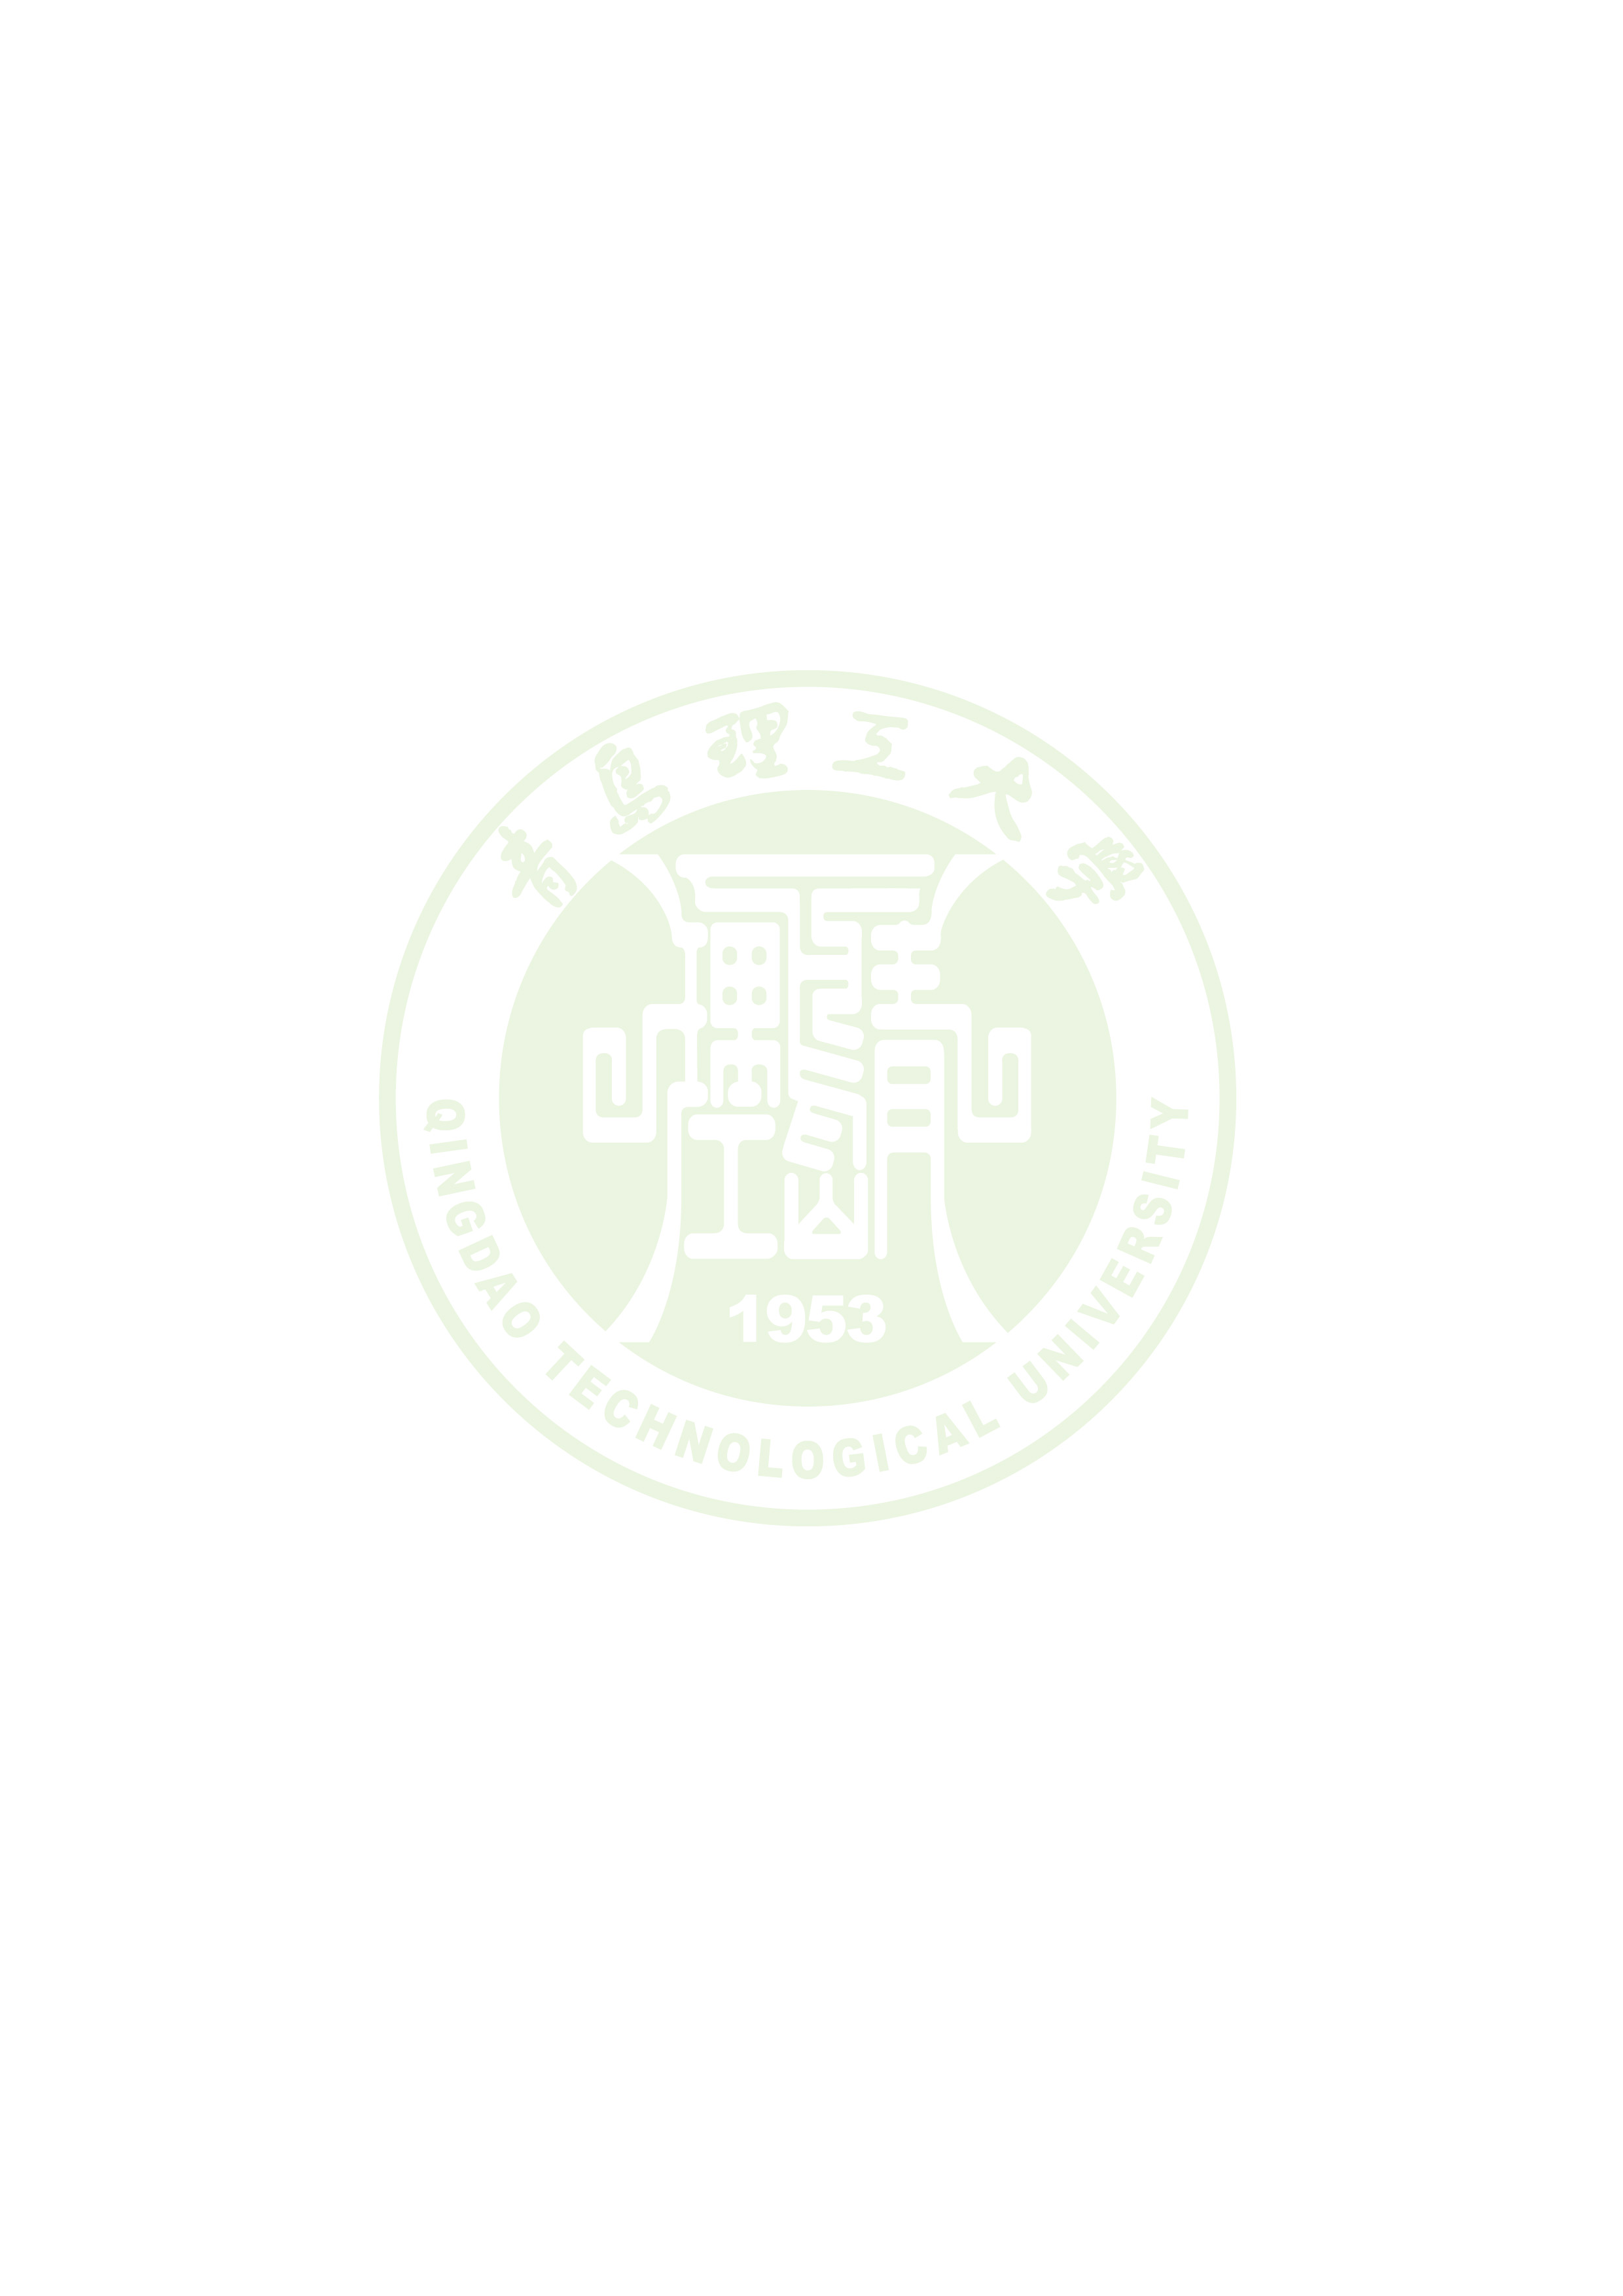 青島理工大學
1953
QINGDAO TECHNOLOGICAL UNIVERSITY